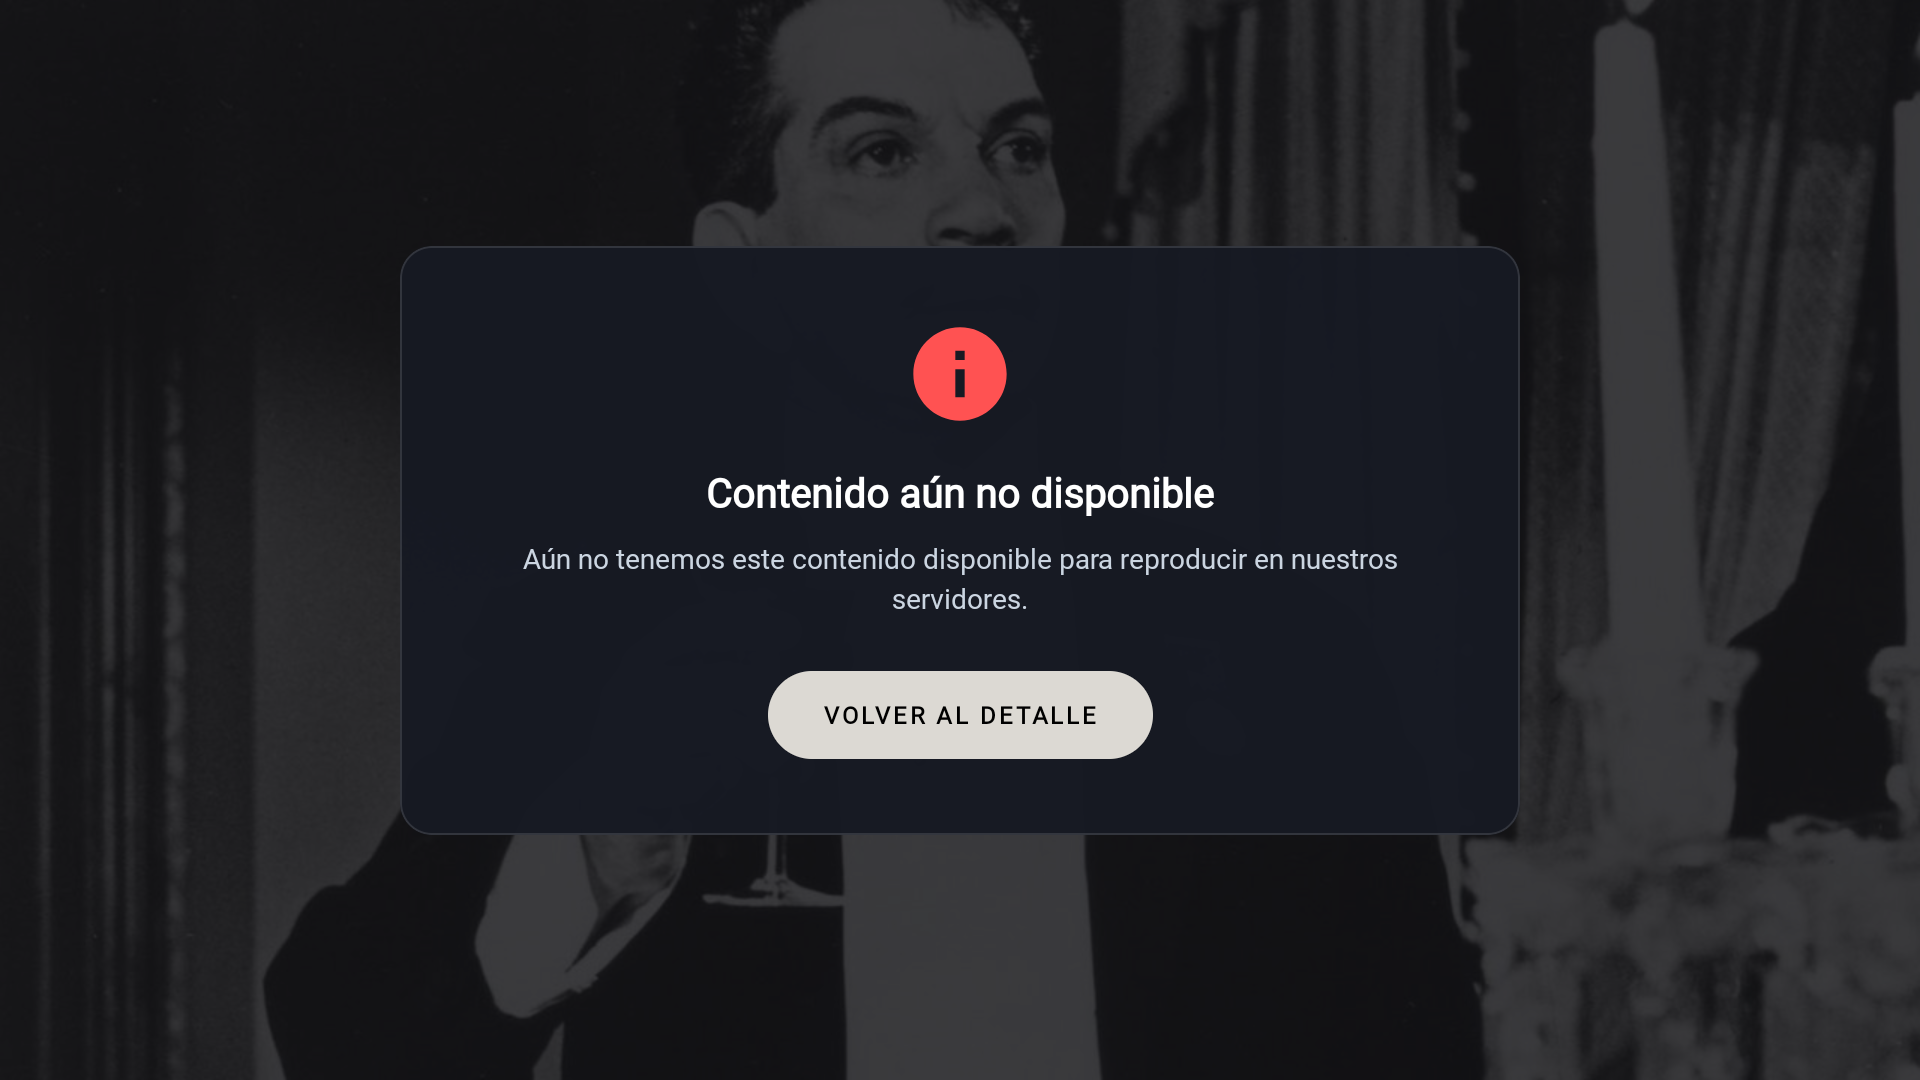 Contenido aún no disponible
Aún no tenemos este contenido disponible para reproducir en nuestros
servidores.
VOLVER AL DETALLE